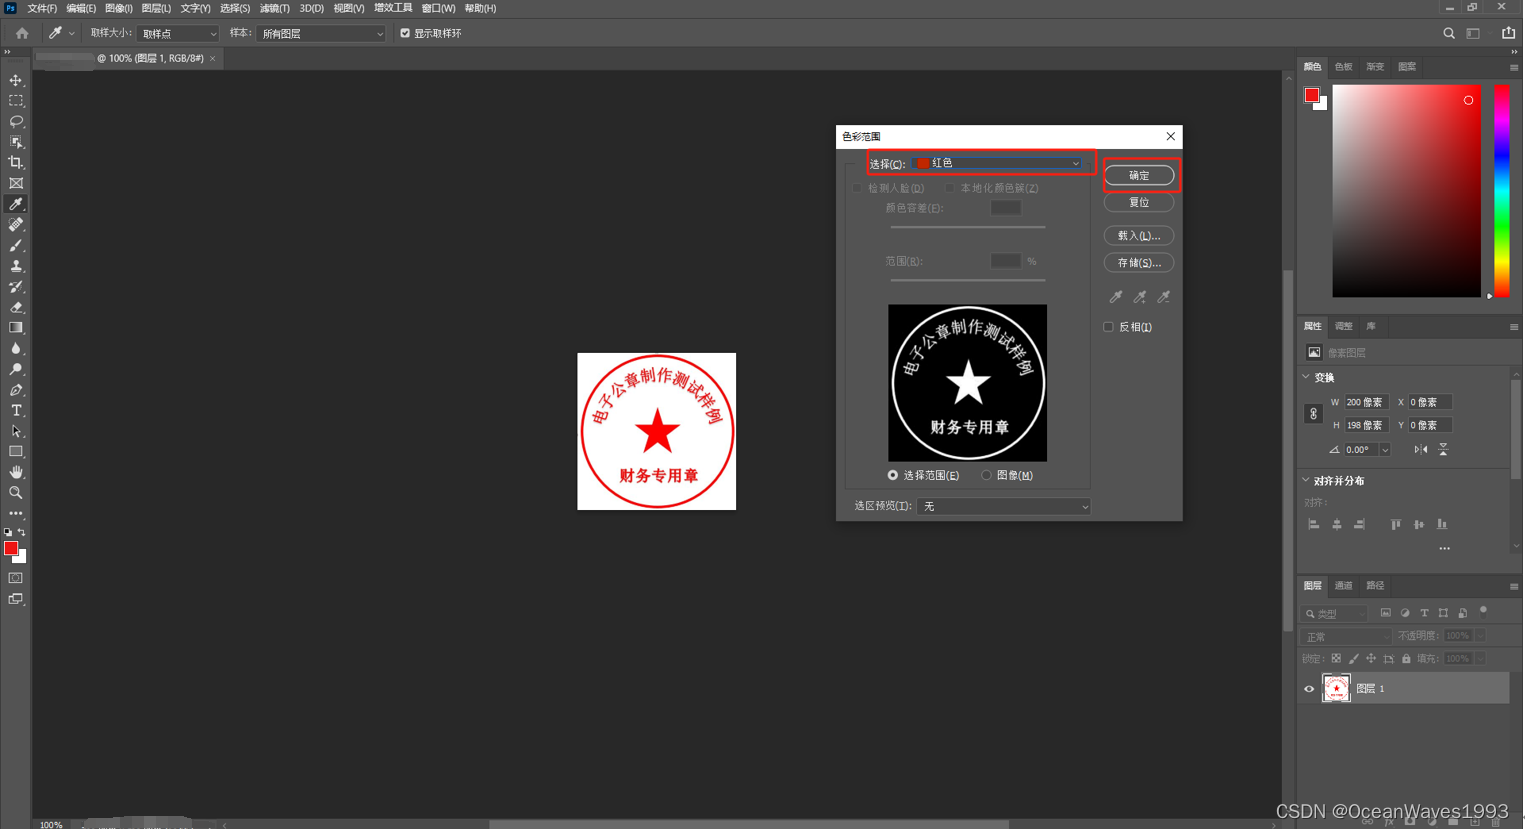 Ps 文件(F) 编辑(E) 图像(I) 图层(L) 文字(Y) 选择(S) 滤镜(T) 3D(D) 视图(V) 增效工具 窗口(W) 帮助(H)
取样大小: 取样点 样本: 所有图层 显示取样环
@ 100% (图层 1, RGB/8#) ×
颜色 色板 渐变 图案
色彩范围
选择(C): 红色
确定
检测人脸(D) 本地化颜色簇(Z)
复位
颜色容差(F):
载入(L)...
范围(R): %
存储(S)...
反相(I)
电子公章制作测试样例
财务专用章
选择范围(E) 图像(M)
选区预览(T): 无
电子公章制作测试样例
财务专用章
属性 调整 库
像素图层
变换
W 200 像素 X 0 像素
H 198 像素 Y 0 像素
0.00°
对齐并分布
对齐:
图层 通道 路径
类型
正常 不透明度: 100%
锁定: 填充: 100%
图层 1
100%
CSDN @OceanWaves1993